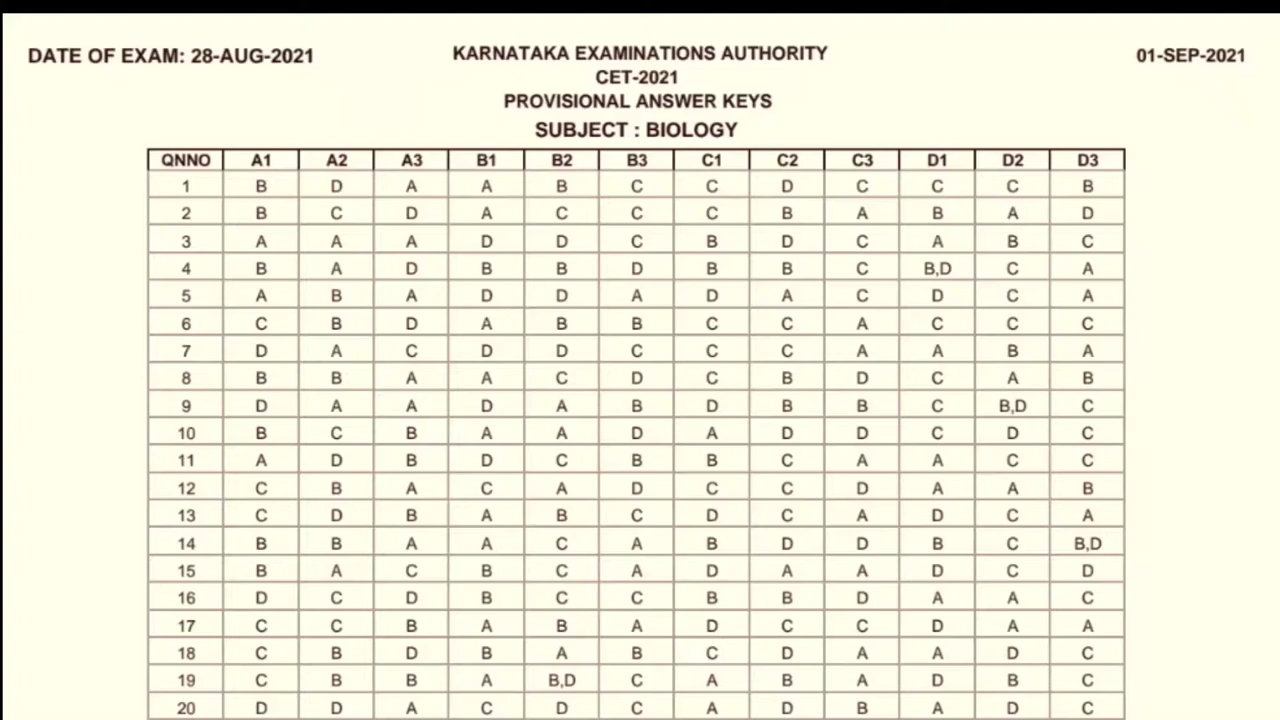 DATE OF EXAM: 28-AUG-2021 KARNATAKA EXAMINATIONS AUTHORITY 01-SEP-2021
CET-2021
PROVISIONAL ANSWER KEYS
SUBJECT : BIOLOGY
QNNO A1 A2 A3 B1 B2 B3 C1 C2 C3 D1 D2 D3
1 B D A A B C C D C C C B
2 B C D A C C C B A B A D
3 A A A D D C B D C A B C
4 B A D B B D B B C B,D C A
5 A B A D D A D A C D C A
6 C B D A B B C C A C C C
7 D A C D D C C C A A B A
8 B B A A C D C B D C A B
9 D A A D A B D B B C B,D C
10 B C B A A D A D D C D C
11 A D B D C B B C A A C C
12 C B A C A D C C D A A B
13 C D B A B C D C A D C A
14 B B A A C A B D D B C B,D
15 B A C B C A D A A D C D
16 D C D B C C B B D A A C
17 C C B A B A D C C D A A
18 C B D B A B C D A A D C
19 C B B A B,D C A B A D B C
20 D D A C D C A D B A D C